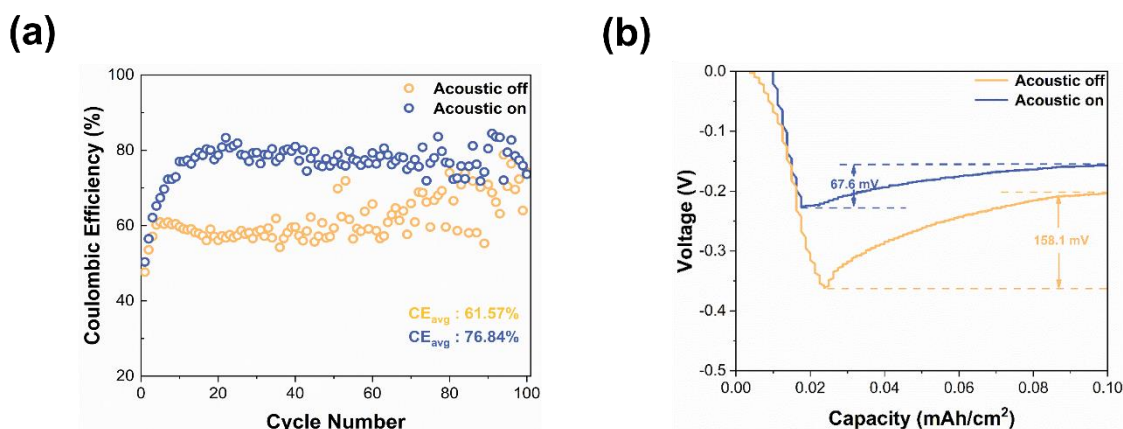 (a)
100
80
60
40
20
Coulombic Efficiency (%)
Acoustic off
Acoustic on
CEavg : 61.57%
CEavg : 76.84%
0
20
40
60
80
100
Cycle Number
(b)
0.0
-0.1
-0.2
-0.3
-0.4
-0.5
Voltage (V)
Acoustic off
Acoustic on
67.6 mV
158.1 mV
0.00
0.02
0.04
0.06
0.08
0.10
Capacity (mAh/cm²)